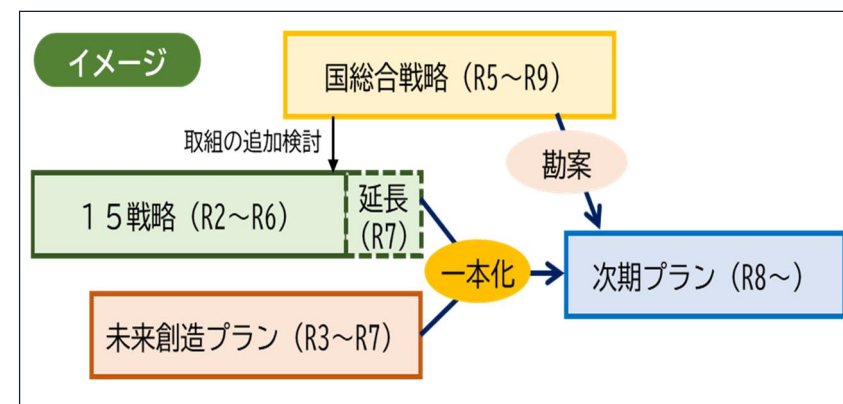 イメージ
国総合戦略（R5～R9）
取組の追加検討
勘案
１５戦略（R2～R6）
延長
（R7）
一本化
次期プラン（R8～）
未来創造プラン（R3～R7）